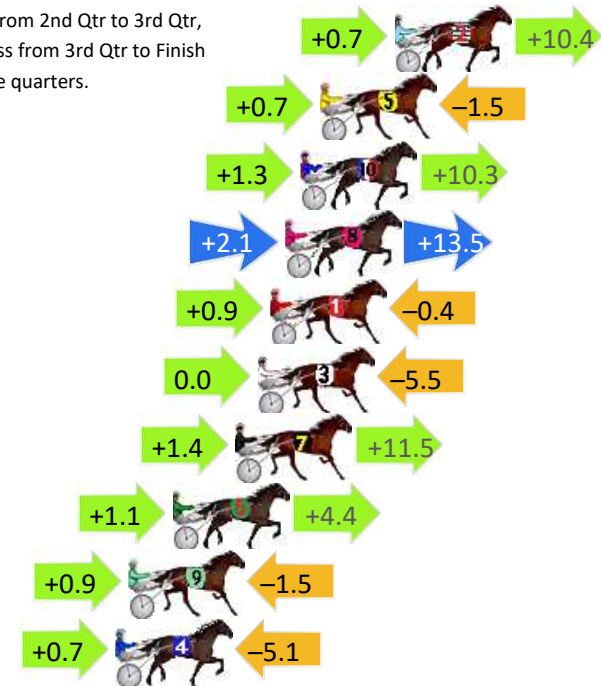 rom 2nd Qtr to 3rd Qtr,
ss from 3rd Qtr to Finish
e quarters.
+0.7 2 +10.4
+0.7 5 –1.5
+1.3 10 +10.3
+2.1 8 +13.5
+0.9 1 –0.4
0.0 3 –5.5
+1.4 7 +11.5
+1.1 6 +4.4
+0.9 9 –1.5
+0.7 4 –5.1